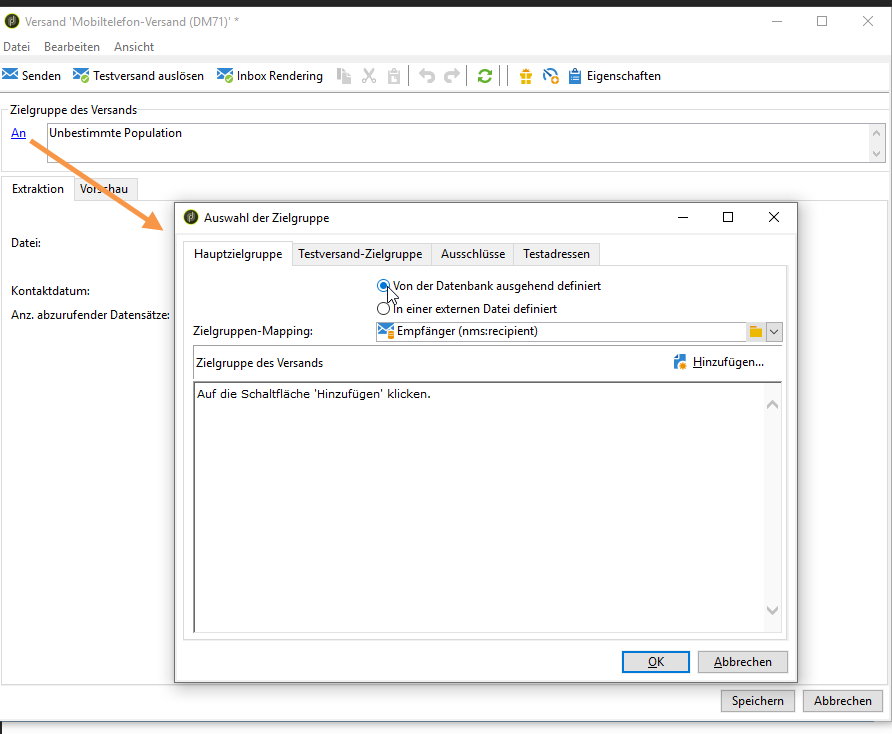 Versand 'Mobiltelefon-Versand (DM71)' *
Datei Bearbeiten Ansicht
Senden Testversand auslösen Inbox Rendering Eigenschaften
Zielgruppe des Versands
An Unbestimmte Population
Extraktion Vorschau
Auswahl der Zielgruppe
Hauptzielgruppe Testversand-Zielgruppe Ausschlüsse Testadressen
Datei:
Von der Datenbank ausgehend definiert
Kontaktdatum:
In einer externen Datei definiert
Anz. abzurufender Datensätze:
Zielgruppen-Mapping: Empfänger (nms:recipient)
Zielgruppe des Versands Hinzufügen...
Auf die Schaltfläche 'Hinzufügen' klicken.
OK Abbrechen
Speichern Abbrechen